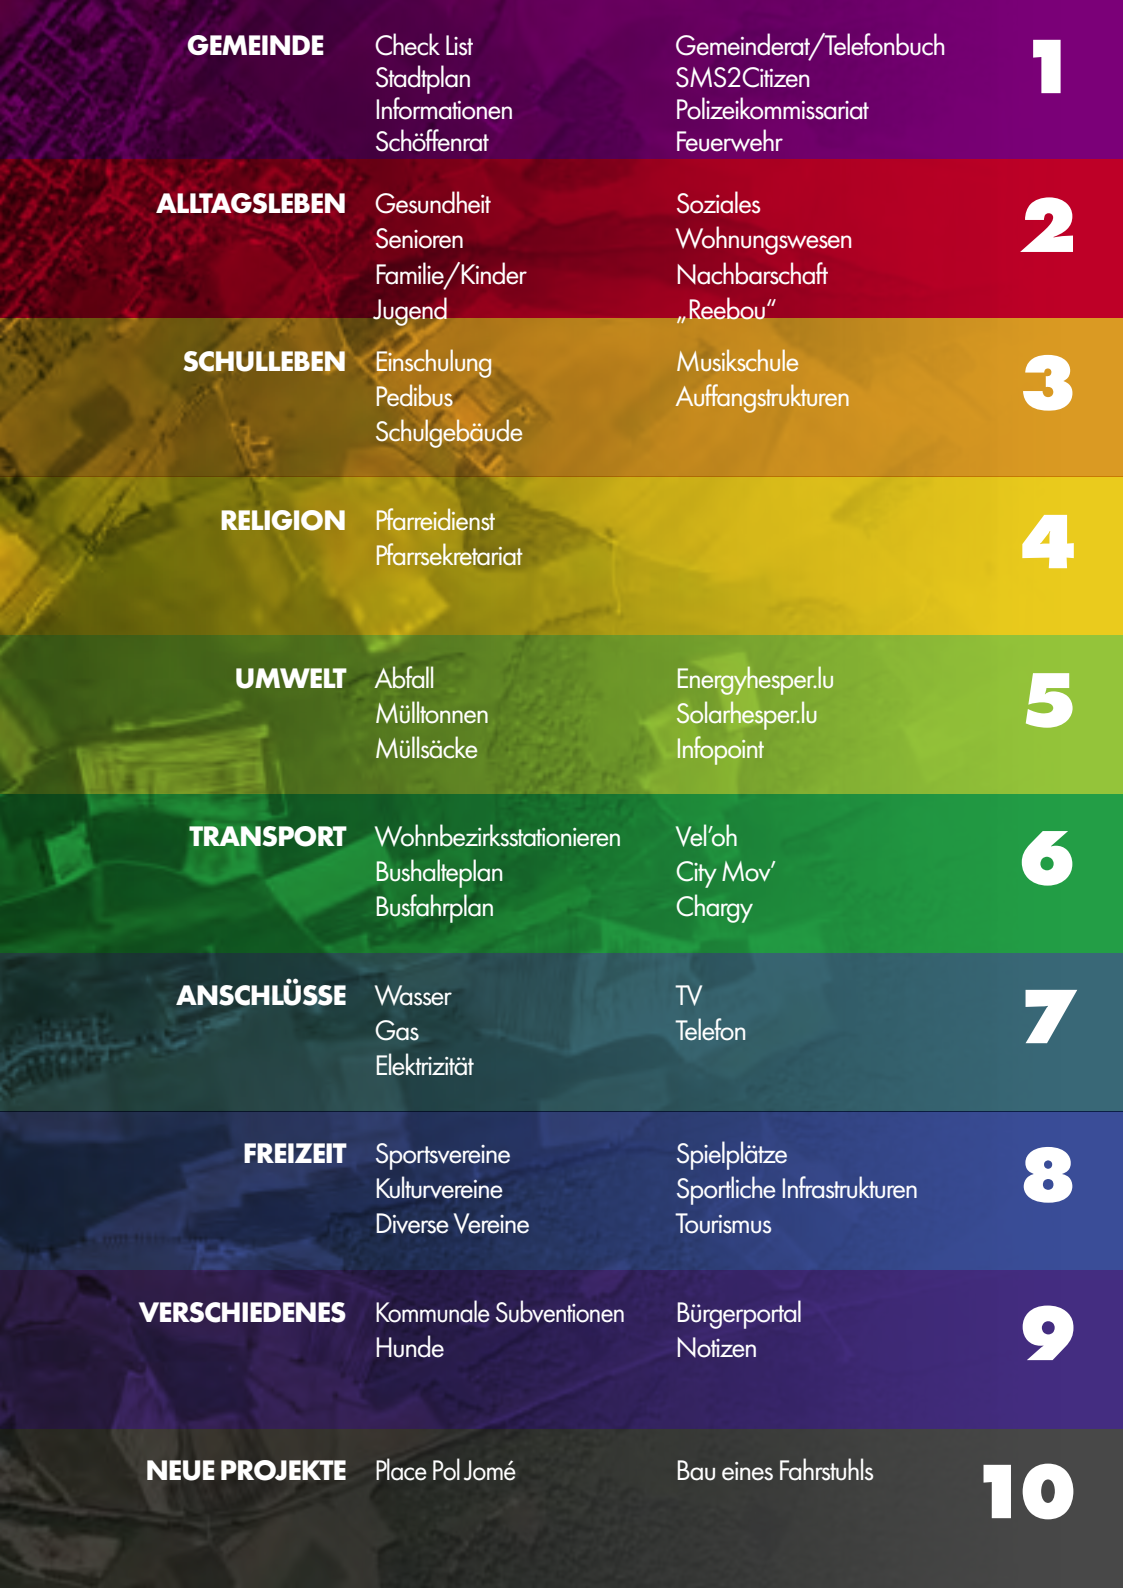 GEMEINDE
Check List
Stadtplan
Informationen
Schöffenrat
Gemeinderat/Telefonbuch
SMS2Citizen
Polizeikommissariat
Feuerwehr
1
ALLTAGSLEBEN
Gesundheit
Senioren
Familie/Kinder
Jugend
Soziales
Wohnungswesen
Nachbarschaft
„Reebou“
2
SCHULLEBEN
Einschulung
Pedibus
Schulgebäude
Musikschule
Auffangstrukturen
3
RELIGION
Pfarreidienst
Pfarrsekretariat
4
UMWELT
Abfall
Mülltonnen
Müllsäcke
Energyhesper.lu
Solarhesper.lu
Infopoint
5
TRANSPORT
Wohnbezirksstationieren
Bushalteplan
Busfahrplan
Vel’oh
City Mov’
Chargy
6
ANSCHLÜSSE
Wasser
Gas
Elektrizität
TV
Telefon
7
FREIZEIT
Sportsvereine
Kulturvereine
Diverse Vereine
Spielplätze
Sportliche Infrastrukturen
Tourismus
8
VERSCHIEDENES
Kommunale Subventionen
Hunde
Bürgerportal
Notizen
9
NEUE PROJEKTE
Place Pol Jomé
Bau eines Fahrstuhls
10